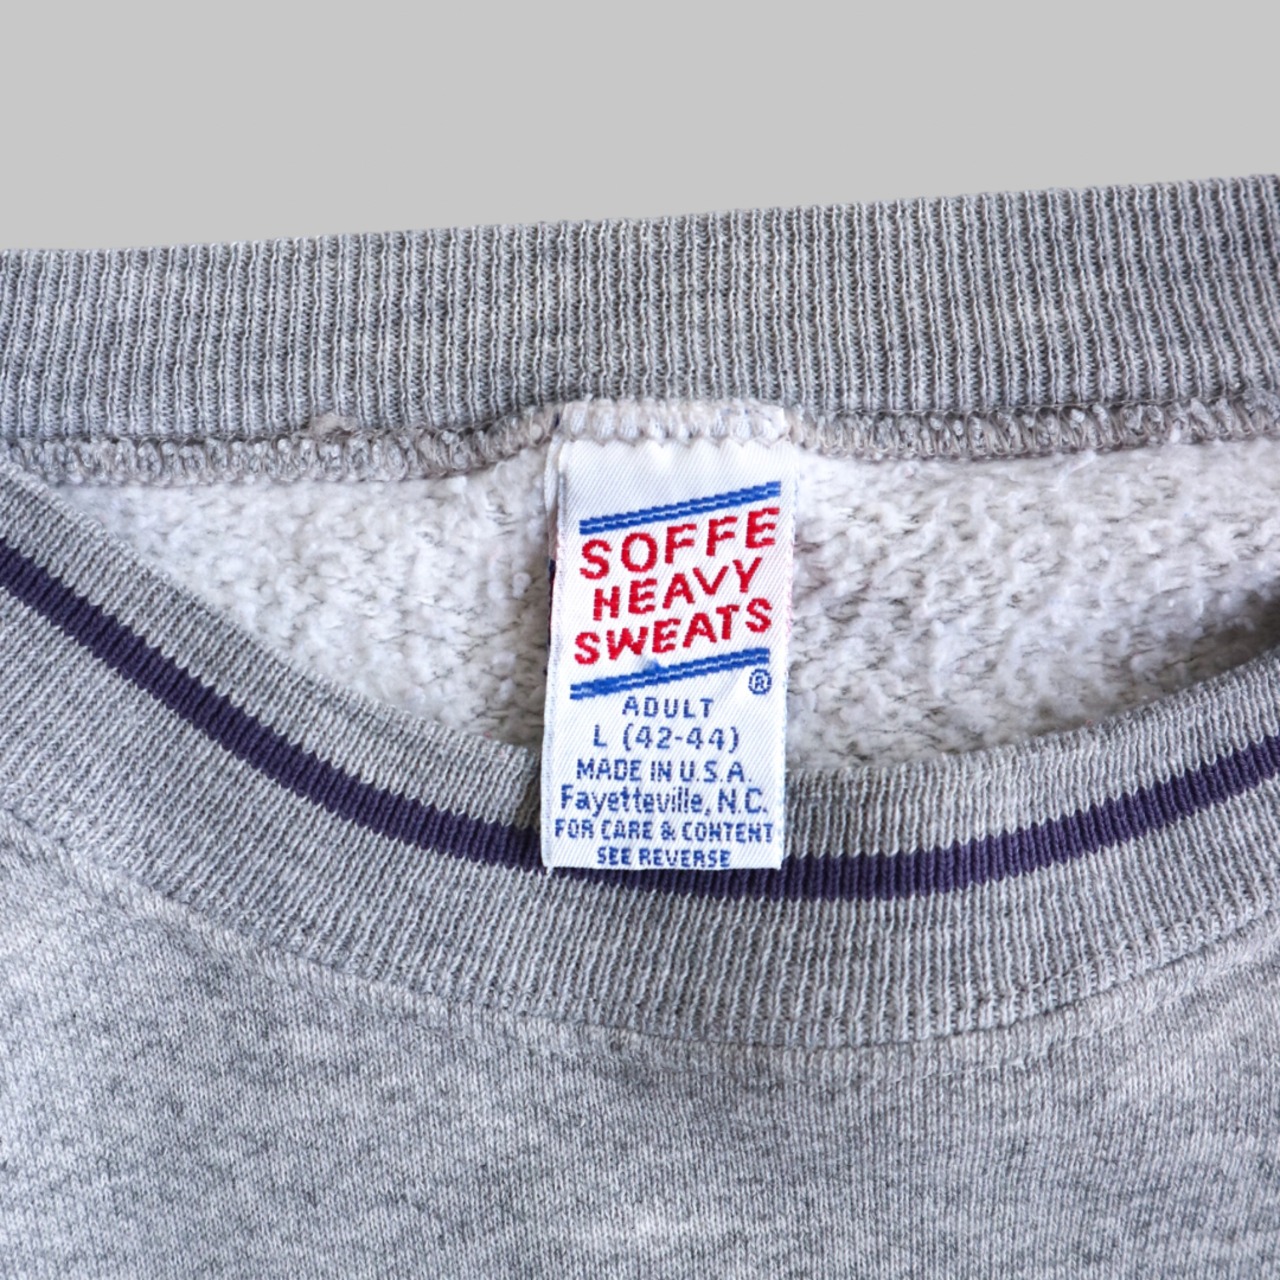 SOFFE
HEAVY
SWEATS
®
ADULT
L (42-44)
MADE IN U.S.A.
Fayetteville, N.C.
FOR CARE & CONTENT
SEE REVERSE